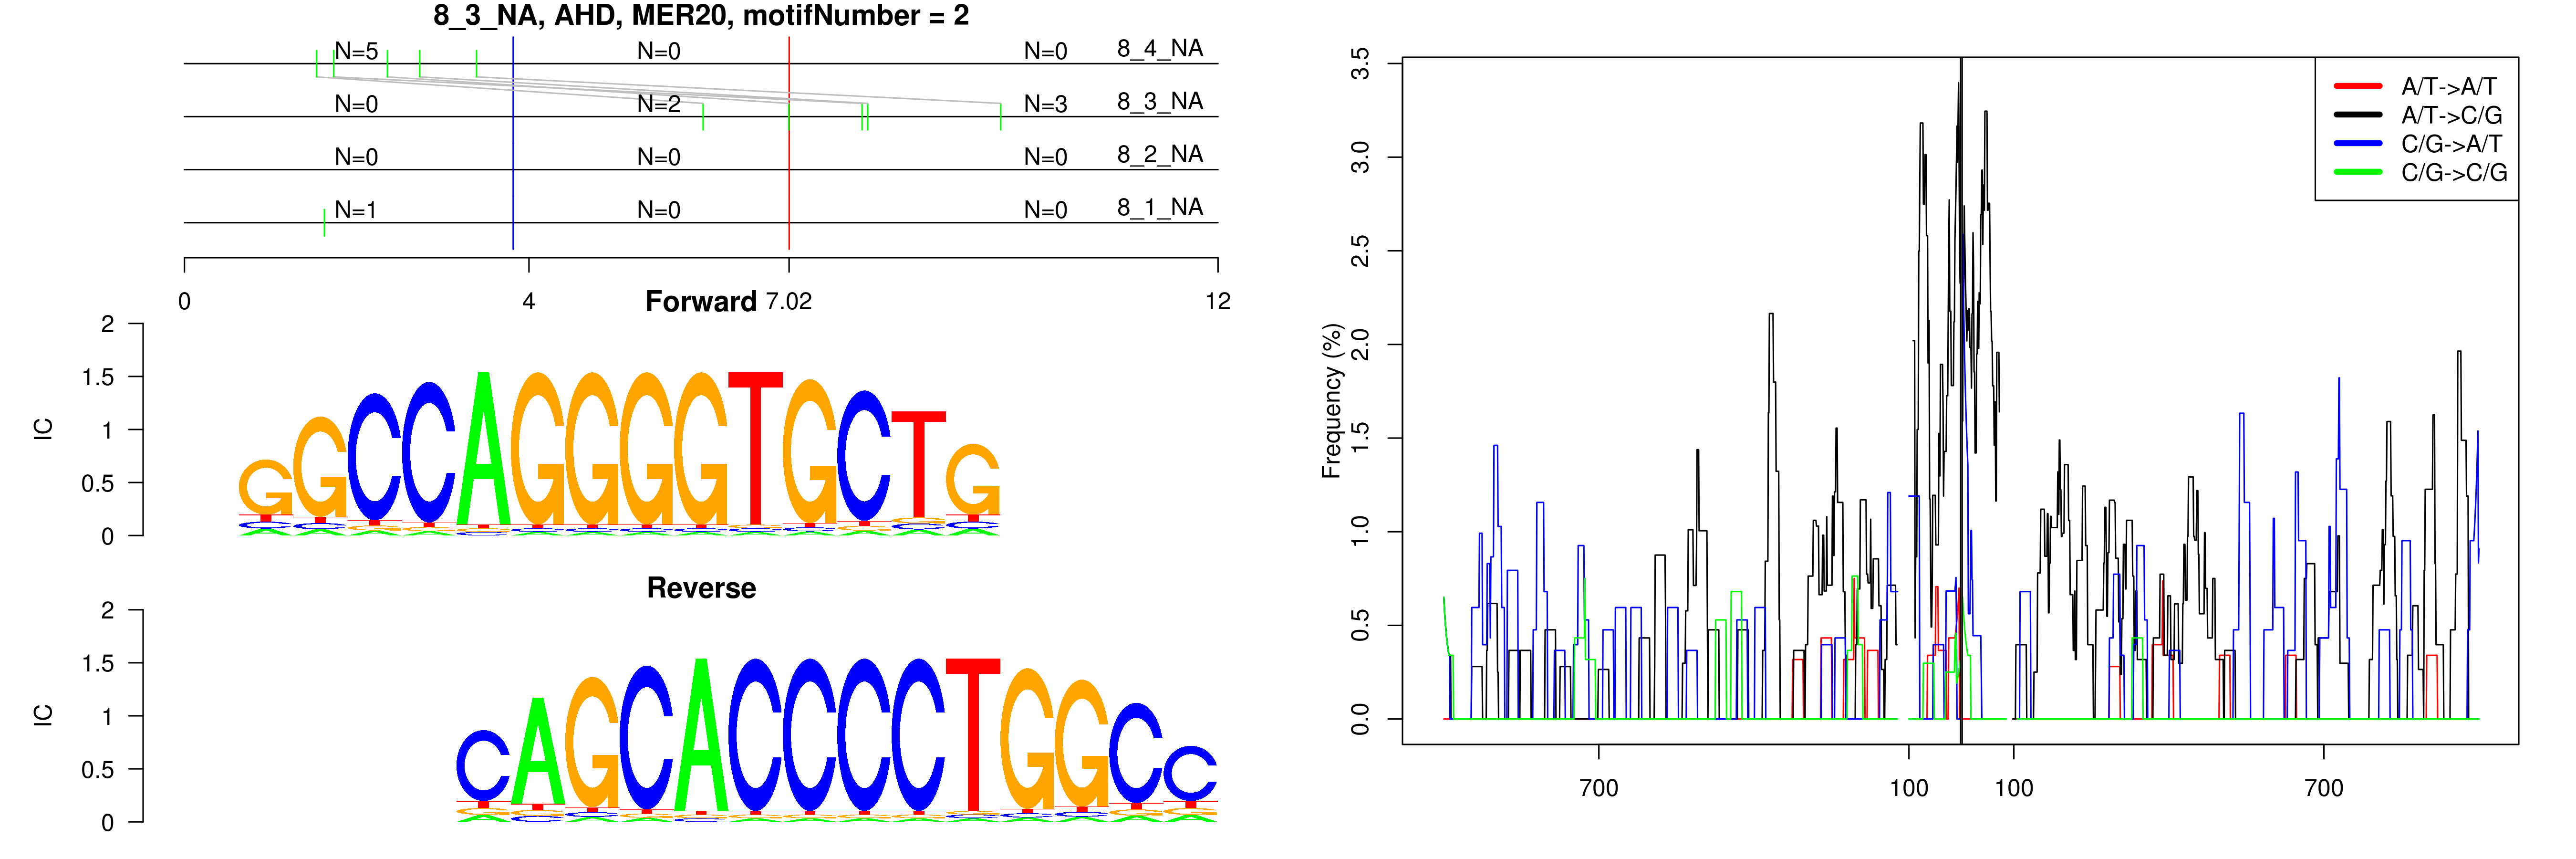 8_3_NA, AHD, MER20, motifNumber = 2
N=5 N=0 N=0 8_4_NA
N=0 N=2 N=3 8_3_NA
N=0 N=0 N=0 8_2_NA
N=1 N=0 N=0 8_1_NA
0 4 7.02 12
Forward
IC
2
1.5
1
0.5
0
GGCCAGGGGTGCTG
Reverse
IC
2
1.5
1
0.5
0
CAGCACCCCTGGCC
Frequency (%)
3.5
3.0
2.5
2.0
1.5
1.0
0.5
0.0
700 100 100 700
A/T->A/T
A/T->C/G
C/G->A/T
C/G->C/G